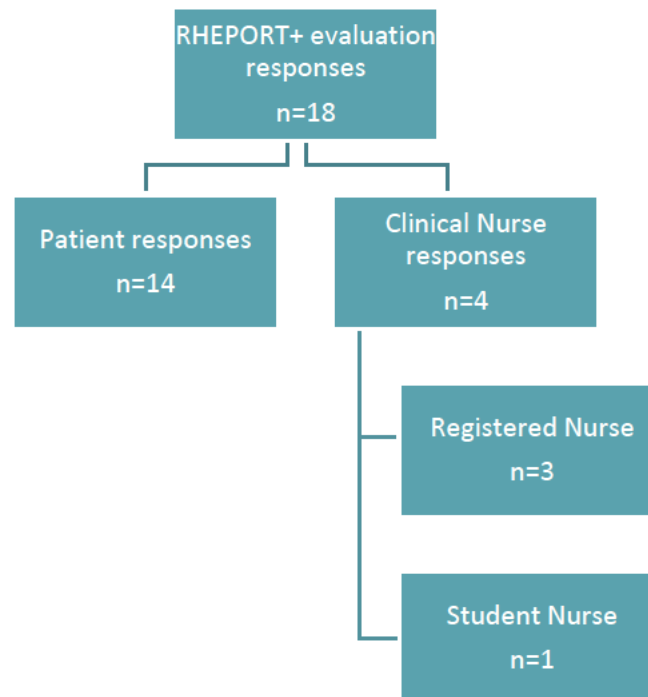 RHEPORT+ evaluation
responses
n=18
Patient responses
n=14
Clinical Nurse
responses
n=4
Registered Nurse
n=3
Student Nurse
n=1